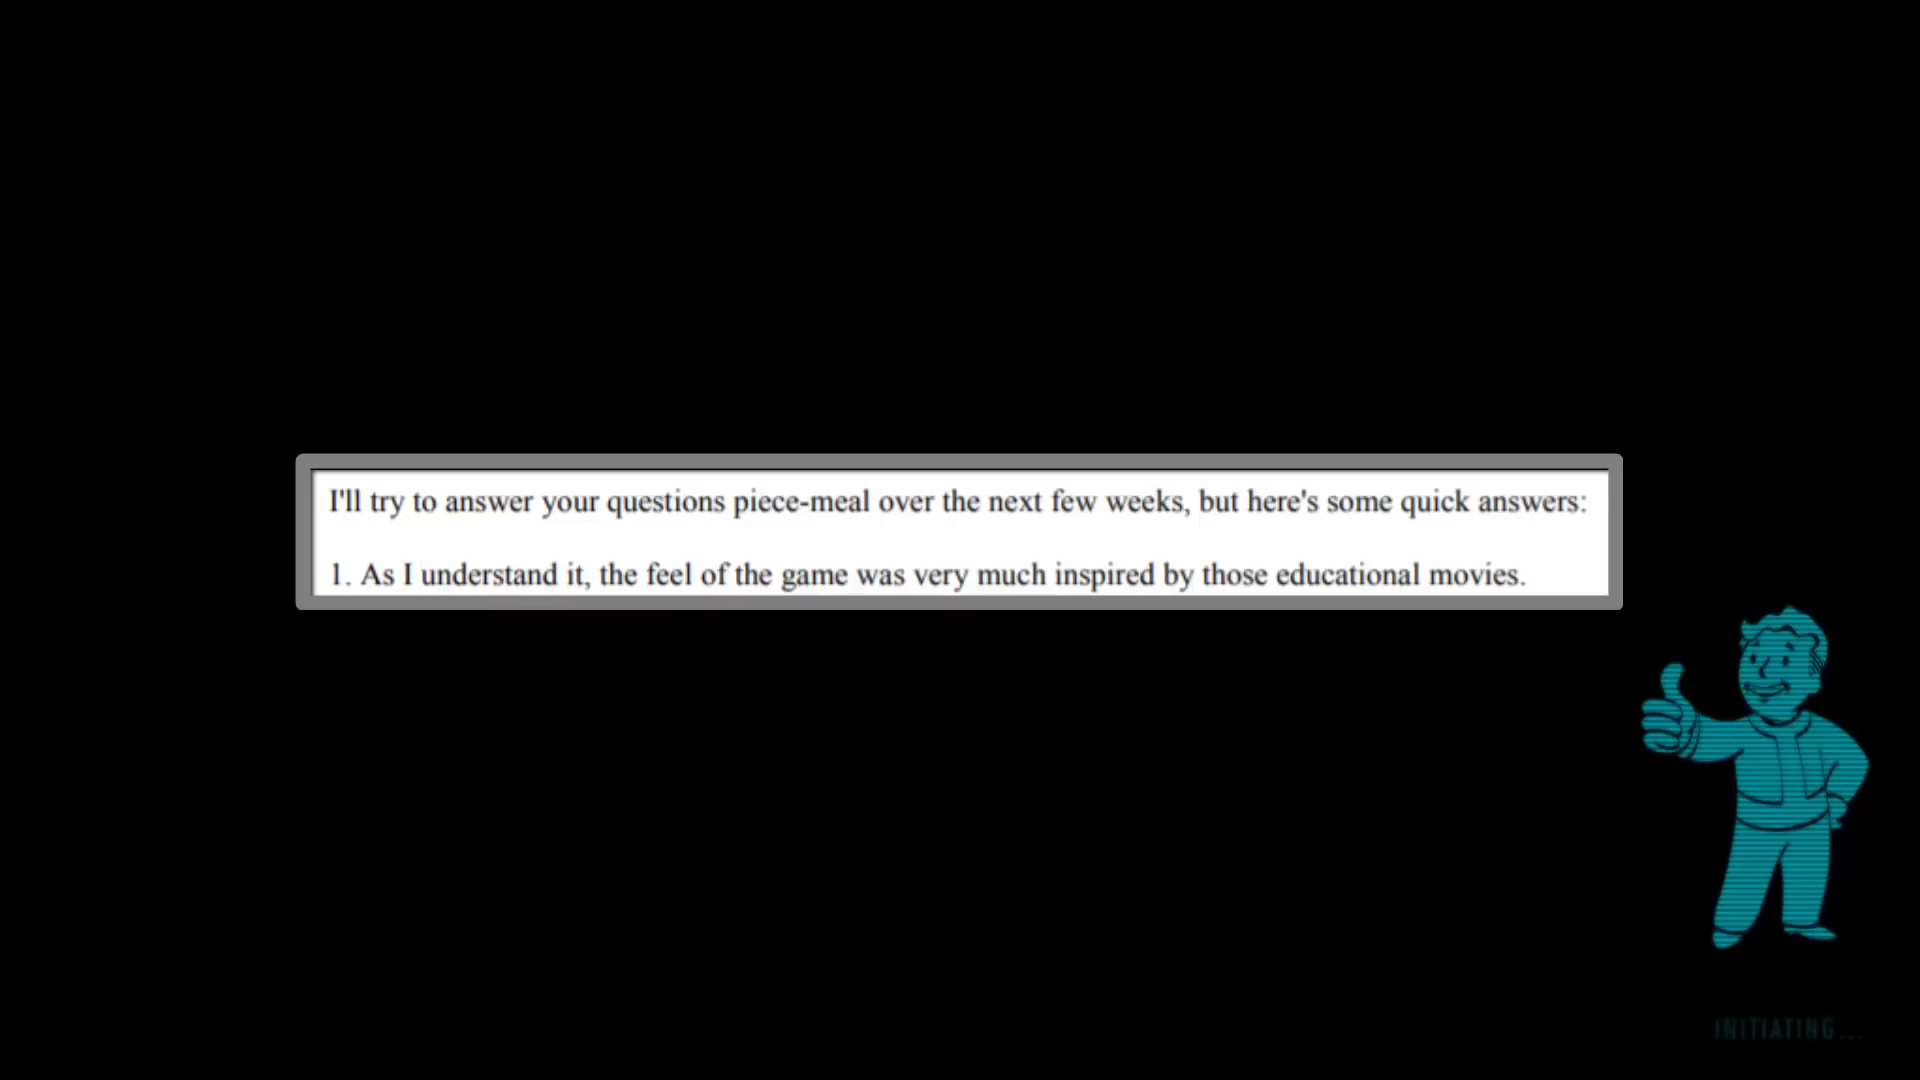 I'll try to answer your questions piece-meal over the next few weeks, but here's some quick answers:
1. As I understand it, the feel of the game was very much inspired by those educational movies.
INITIATING...